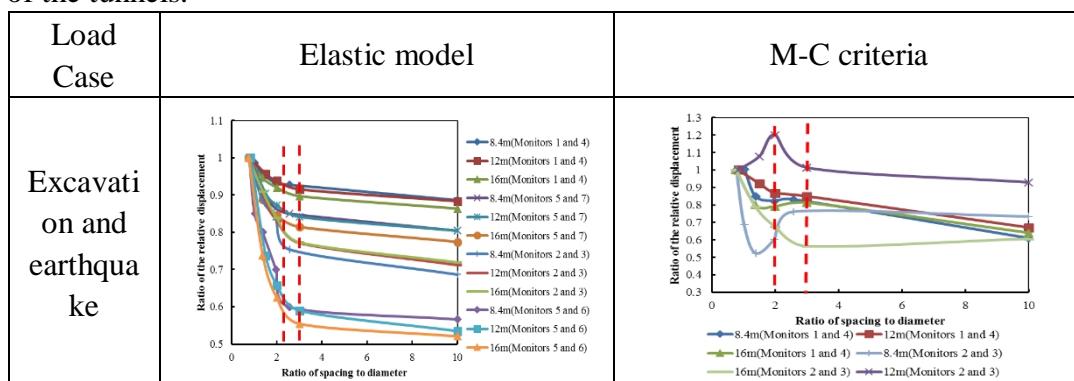 of the tunnels.
Load
Case
Elastic model
M-C criteria
Excavati
on and
earthqua
ke
Ratio of the relative displacement
1.1
1
0.9
0.8
0.7
0.6
0.5
0
2
4
6
8
10
Ratio of spacing to diameter
8.4m(Monitors 1 and 4)
12m(Monitors 1 and 4)
16m(Monitors 1 and 4)
8.4m(Monitors 5 and 7)
12m(Monitors 5 and 7)
16m(Monitors 5 and 7)
8.4m(Monitors 2 and 3)
12m(Monitors 2 and 3)
16m(Monitors 2 and 3)
8.4m(Monitors 5 and 6)
12m(Monitors 5 and 6)
16m(Monitors 5 and 6)
Ratio of the relative displacement
1.3
1.2
1.1
1
0.9
0.8
0.7
0.6
0.5
0.4
0.3
0
2
4
6
8
10
Ratio of spacing to diameter
8.4m(Monitors 1 and 4) 12m(Monitors 1 and 4)
16m(Monitors 1 and 4) 8.4m(Monitors 2 and 3)
16m(Monitors 2 and 3) 12m(Monitors 2 and 3)